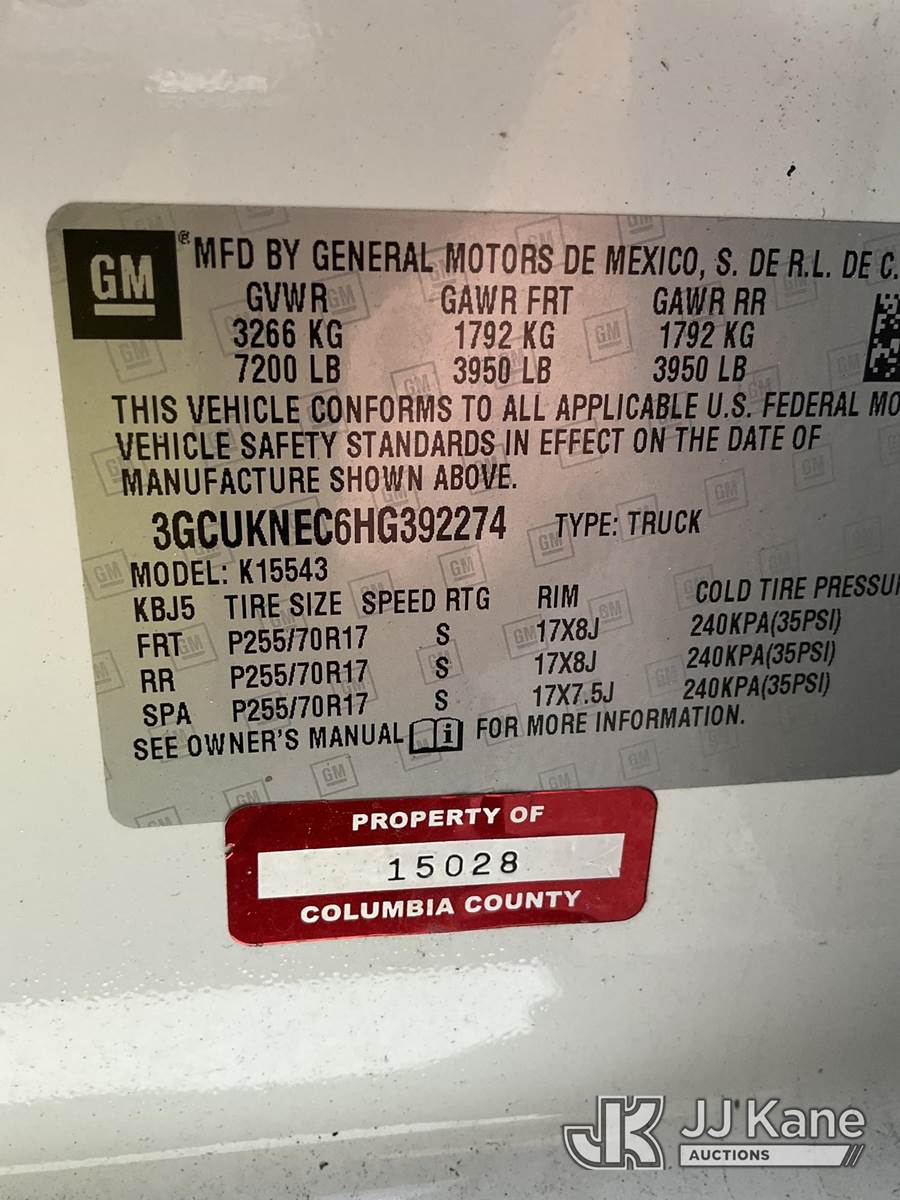 GM ® MFD BY GENERAL MOTORS DE MEXICO, S. DE R.L. DE C.
GVWR GAWR FRT GAWR RR
3266 KG 1792 KG 1792 KG
7200 LB 3950 LB 3950 LB
THIS VEHICLE CONFORMS TO ALL APPLICABLE U.S. FEDERAL MO
VEHICLE SAFETY STANDARDS IN EFFECT ON THE DATE OF
MANUFACTURE SHOWN ABOVE.
3GCUKNEC6HG392274 TYPE: TRUCK
MODEL: K15543
KBJ5 TIRE SIZE SPEED RTG RIM COLD TIRE PRESSU
FRT P255/70R17 S 17X8J 240KPA(35PSI)
RR P255/70R17 S 17X8J 240KPA(35PSI)
SPA P255/70R17 S 17X7.5J 240KPA(35PSI)
SEE OWNER'S MANUAL i FOR MORE INFORMATION.
PROPERTY OF
15028
COLUMBIA COUNTY
JK JJ Kane
AUCTIONS